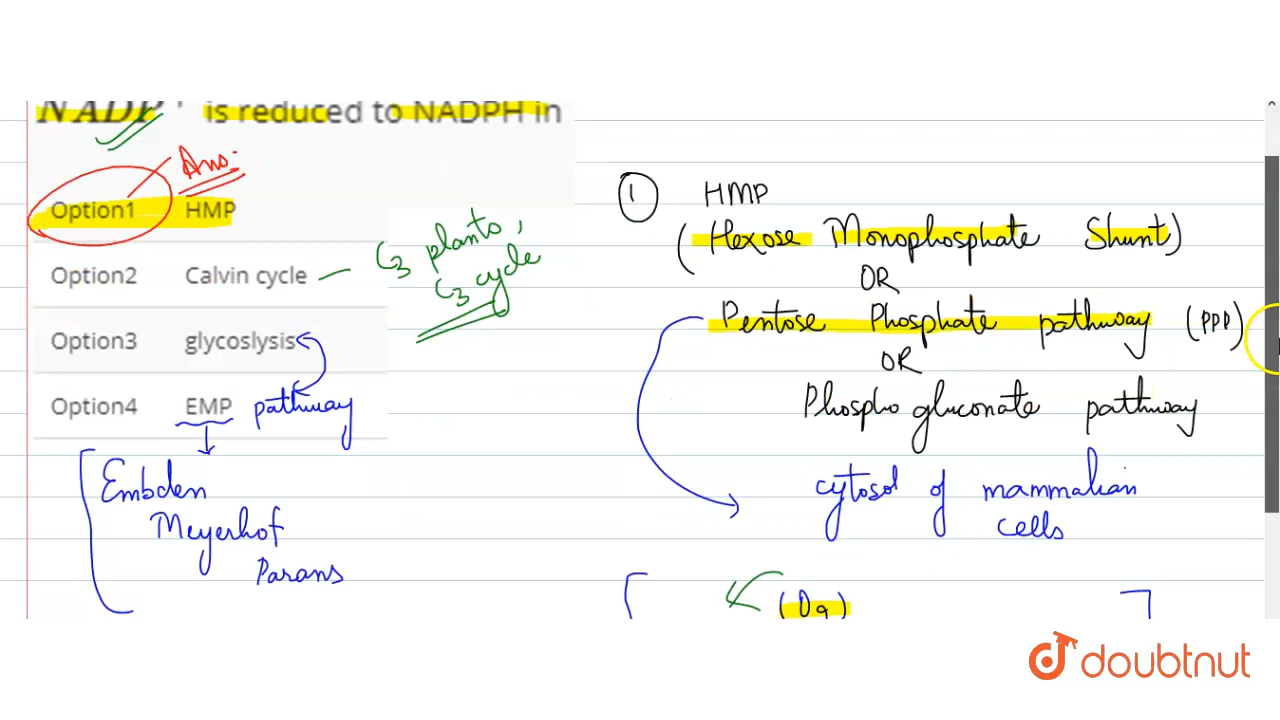 NADP+ is reduced to NADPH in
Ans:
Option1 HMP
Option2 Calvin cycle – C3 plants,
C3 cycle
Option3 glycoslysis
Option4 EMP pathway
Embden
Meyerhof
Parans
1 HMP
(Hexose Monophosphate Shunt)
OR
Pentose Phosphate pathway (PPP)
OR
Phospho gluconate pathway
cytosol of mammalian
cells
doubtnut